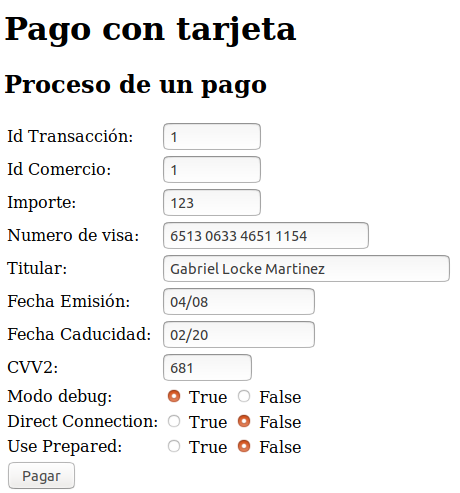 Pago con tarjeta
Proceso de un pago
Id Transacción: 1
Id Comercio: 1
Importe: 123
Numero de visa: 6513 0633 4651 1154
Titular: Gabriel Locke Martinez
Fecha Emisión: 04/08
Fecha Caducidad: 02/20
CVV2: 681
Modo debug: True False
Direct Connection: True False
Use Prepared: True False
Pagar